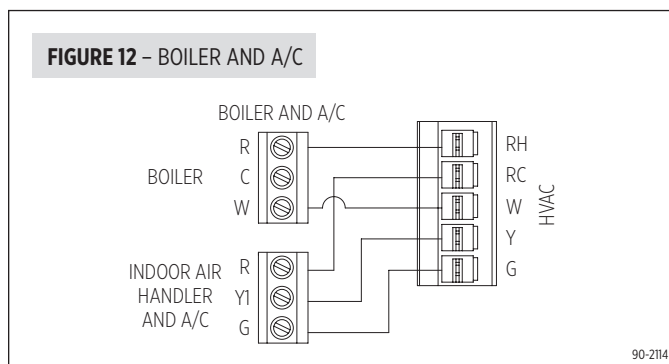 FIGURE 12 – BOILER AND A/C
BOILER AND A/C
R
BOILER
C
W
INDOOR AIR
HANDLER
AND A/C
R
Y1
G
RH
RC
W
Y
G
HVAC
90-2114